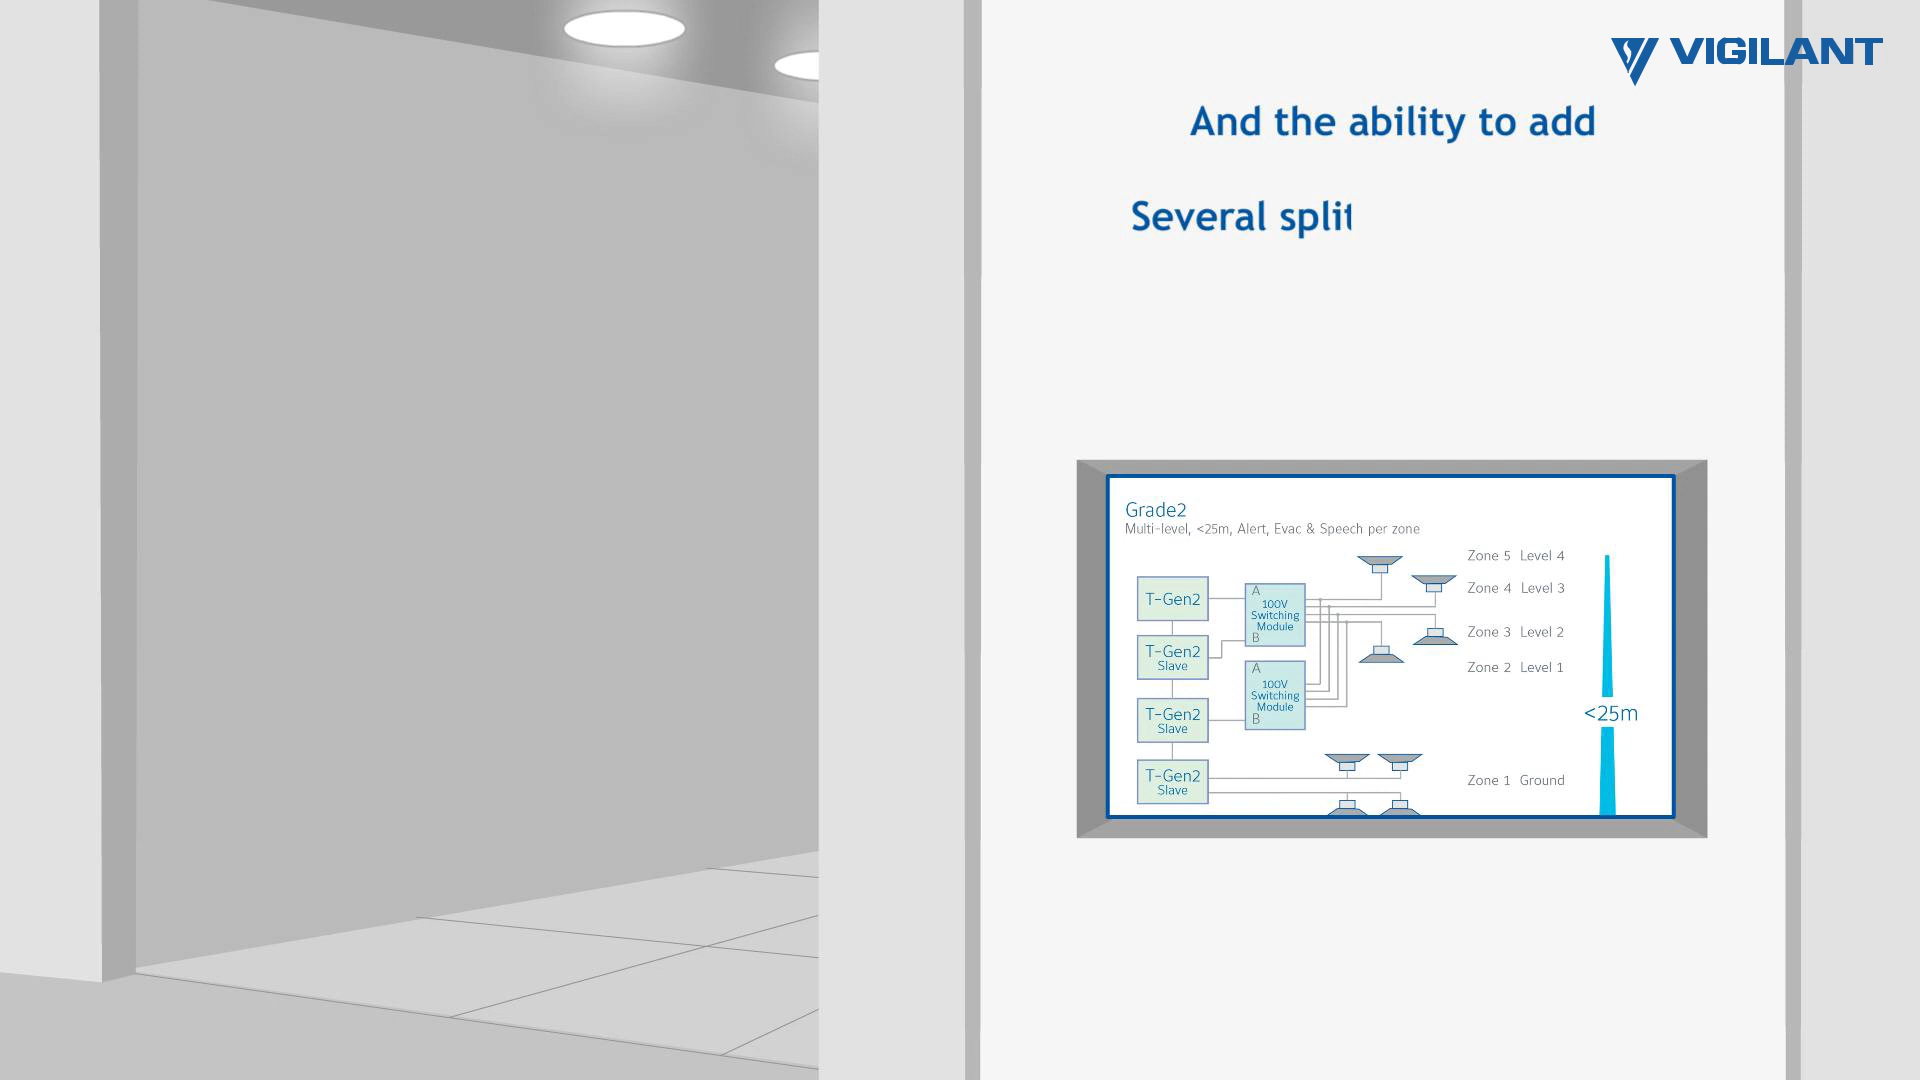 VIGILANT
And the ability to add
Several split
Grade2
Multi-level, <25m, Alert, Evac & Speech per zone
Zone 5 Level 4
Zone 4 Level 3
Zone 3 Level 2
Zone 2 Level 1
Zone 1 Ground
<25m
T-Gen2
T-Gen2
Slave
T-Gen2
Slave
T-Gen2
Slave
A
100V
Switching
Module
B
A
100V
Switching
Module
B